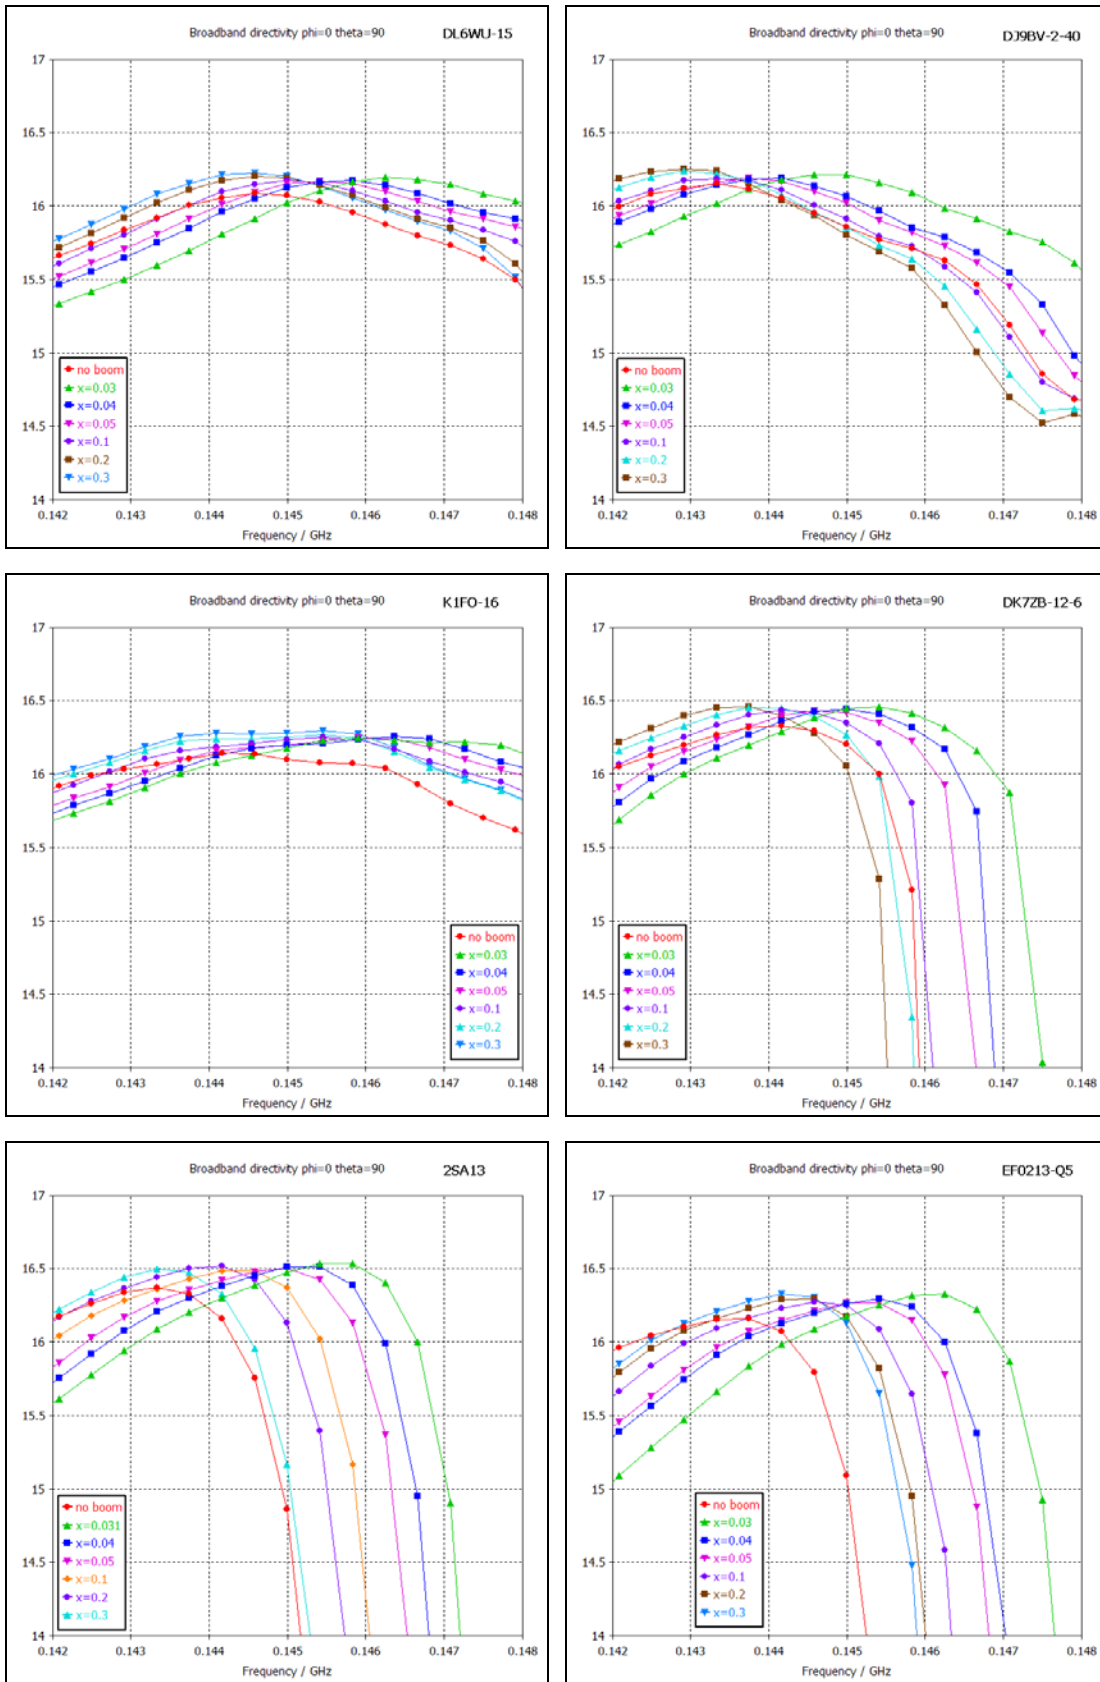 Broadband directivity phi=0 theta=90 DL6WU-15
17
16.5
16
15.5
15
14.5
14
no boom
x=0.03
x=0.04
x=0.05
x=0.1
x=0.2
x=0.3
0.142 0.143 0.144 0.145 0.146 0.147 0.148
Frequency / GHz
Broadband directivity phi=0 theta=90 DJ9BV-2-40
17
16.5
16
15.5
15
14.5
14
no boom
x=0.03
x=0.04
x=0.05
x=0.1
x=0.2
x=0.3
0.142 0.143 0.144 0.145 0.146 0.147 0.148
Frequency / GHz
Broadband directivity phi=0 theta=90 K1FO-16
17
16.5
16
15.5
15
14.5
14
no boom
x=0.03
x=0.04
x=0.05
x=0.1
x=0.2
x=0.3
0.142 0.143 0.144 0.145 0.146 0.147 0.148
Frequency / GHz
Broadband directivity phi=0 theta=90 DK7ZB-12-6
17
16.5
16
15.5
15
14.5
14
no boom
x=0.03
x=0.04
x=0.05
x=0.1
x=0.2
x=0.3
0.142 0.143 0.144 0.145 0.146 0.147 0.148
Frequency / GHz
Broadband directivity phi=0 theta=90 2SA13
17
16.5
16
15.5
15
14.5
14
no boom
x=0.031
x=0.04
x=0.05
x=0.1
x=0.2
x=0.3
0.142 0.143 0.144 0.145 0.146 0.147 0.148
Frequency / GHz
Broadband directivity phi=0 theta=90 EF0213-Q5
17
16.5
16
15.5
15
14.5
14
no boom
x=0.03
x=0.04
x=0.05
x=0.1
x=0.2
x=0.3
0.142 0.143 0.144 0.145 0.146 0.147 0.148
Frequency / GHz